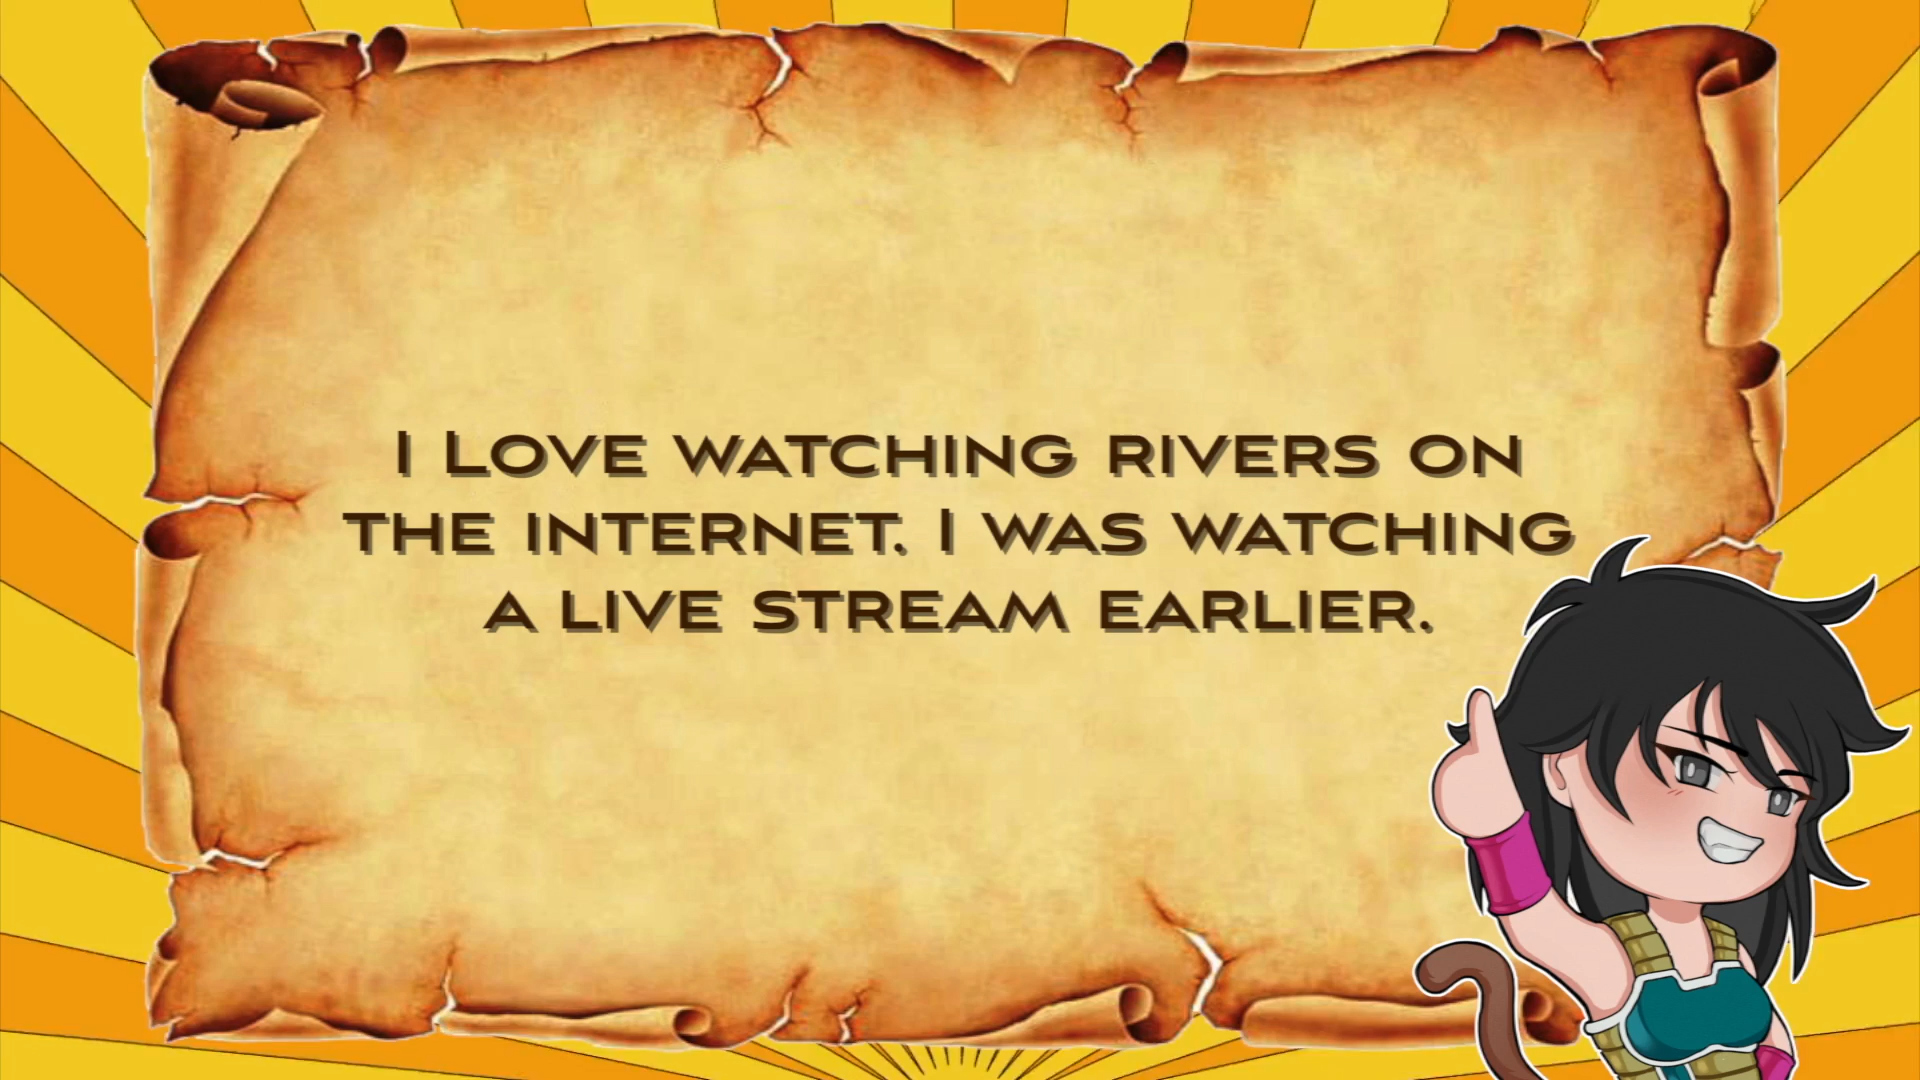 I LOVE WATCHING RIVERS ON
THE INTERNET. I WAS WATCHING
A LIVE STREAM EARLIER.